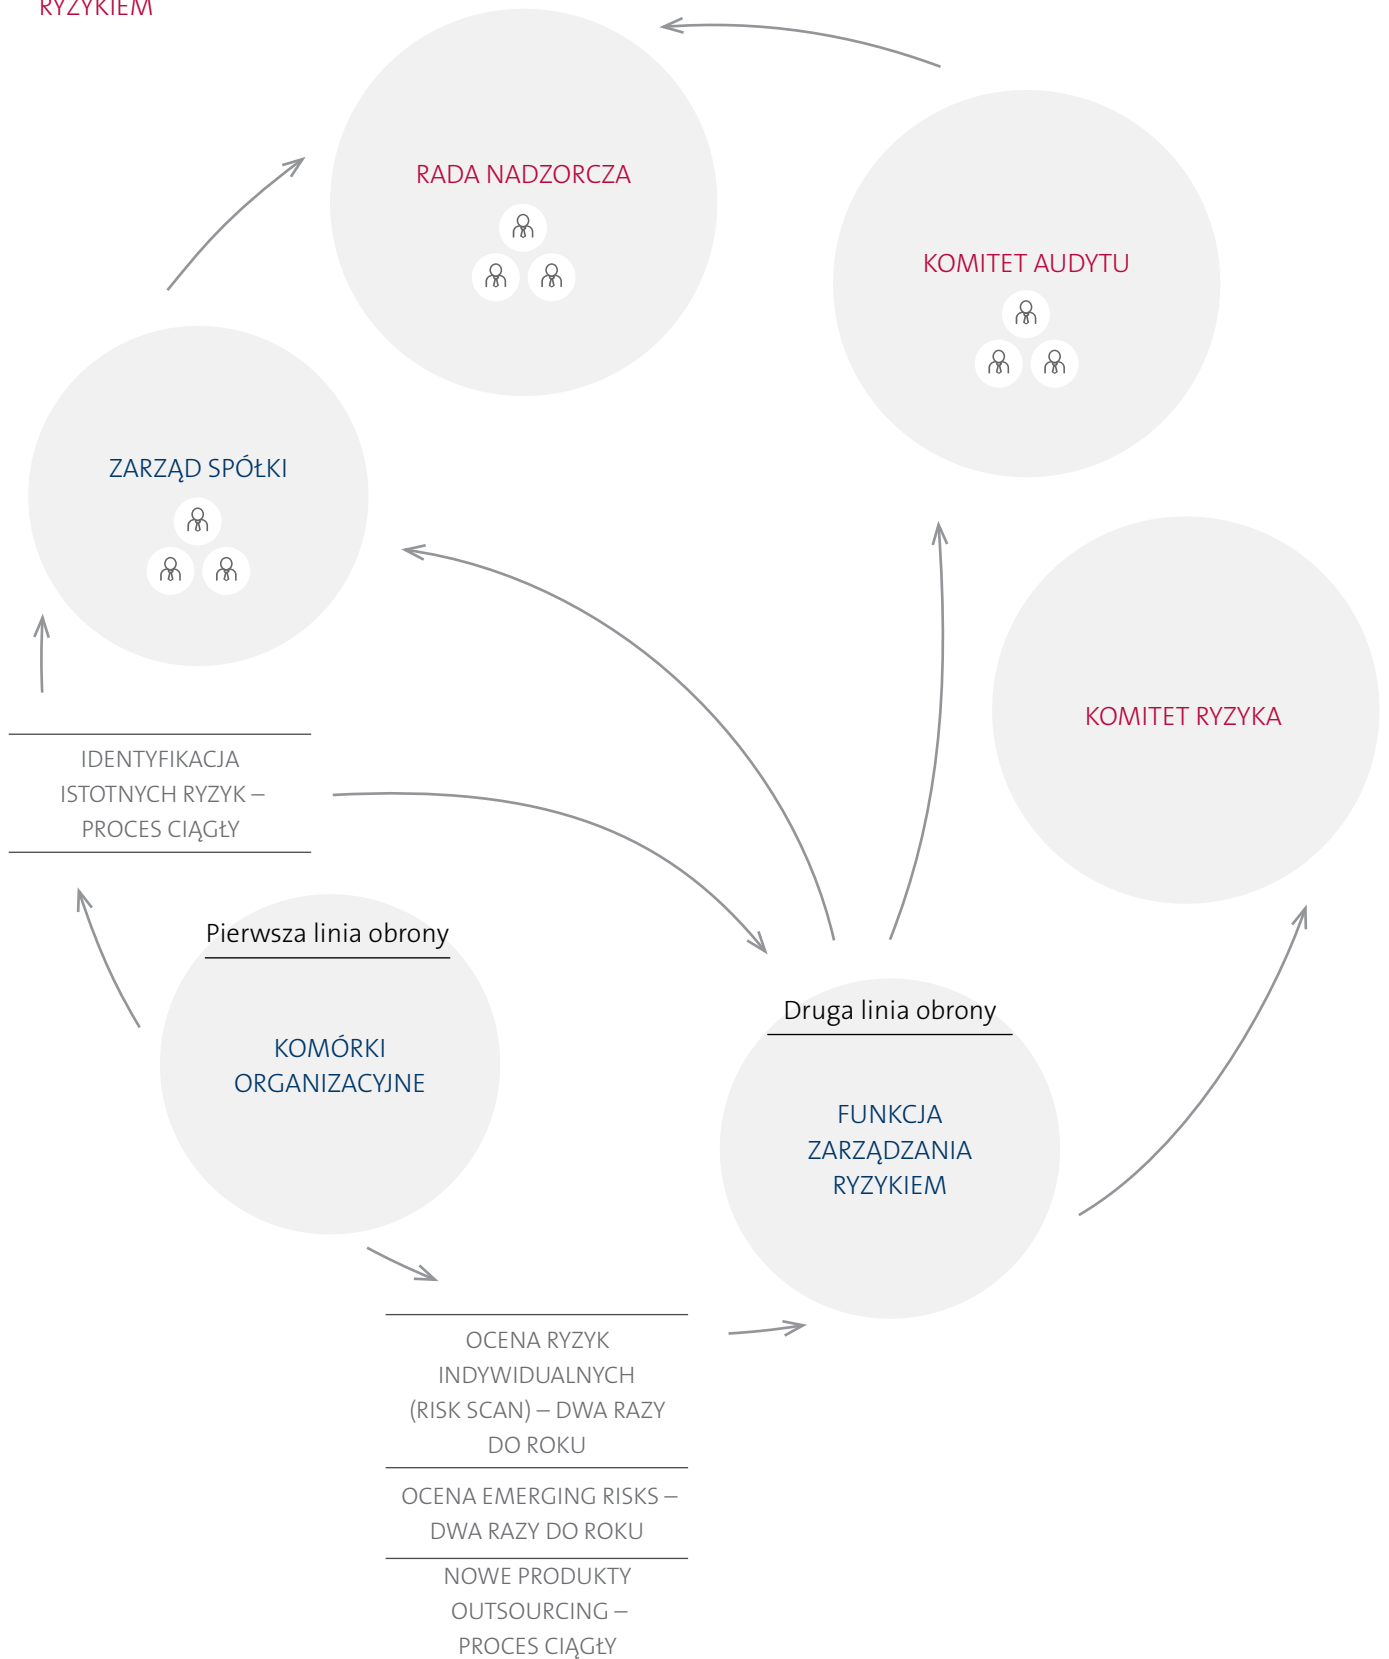 RYZYKIEM
RADA NADZORCZA
KOMITET AUDYTU
ZARZĄD SPÓŁKI
KOMITET RYZYKA
IDENTYFIKACJA
ISTOTNYCH RYZYK –
PROCES CIĄGŁY
Pierwsza linia obrony
KOMÓRKI
ORGANIZACYJNE
Druga linia obrony
FUNKCJA
ZARZĄDZANIA
RYZYKIEM
OCENA RYZYK
INDYWIDUALNYCH
(RISK SCAN) – DWA RAZY
DO ROKU
OCENA EMERGING RISKS –
DWA RAZY DO ROKU
NOWE PRODUKTY
OUTSOURCING –
PROCES CIĄGŁY